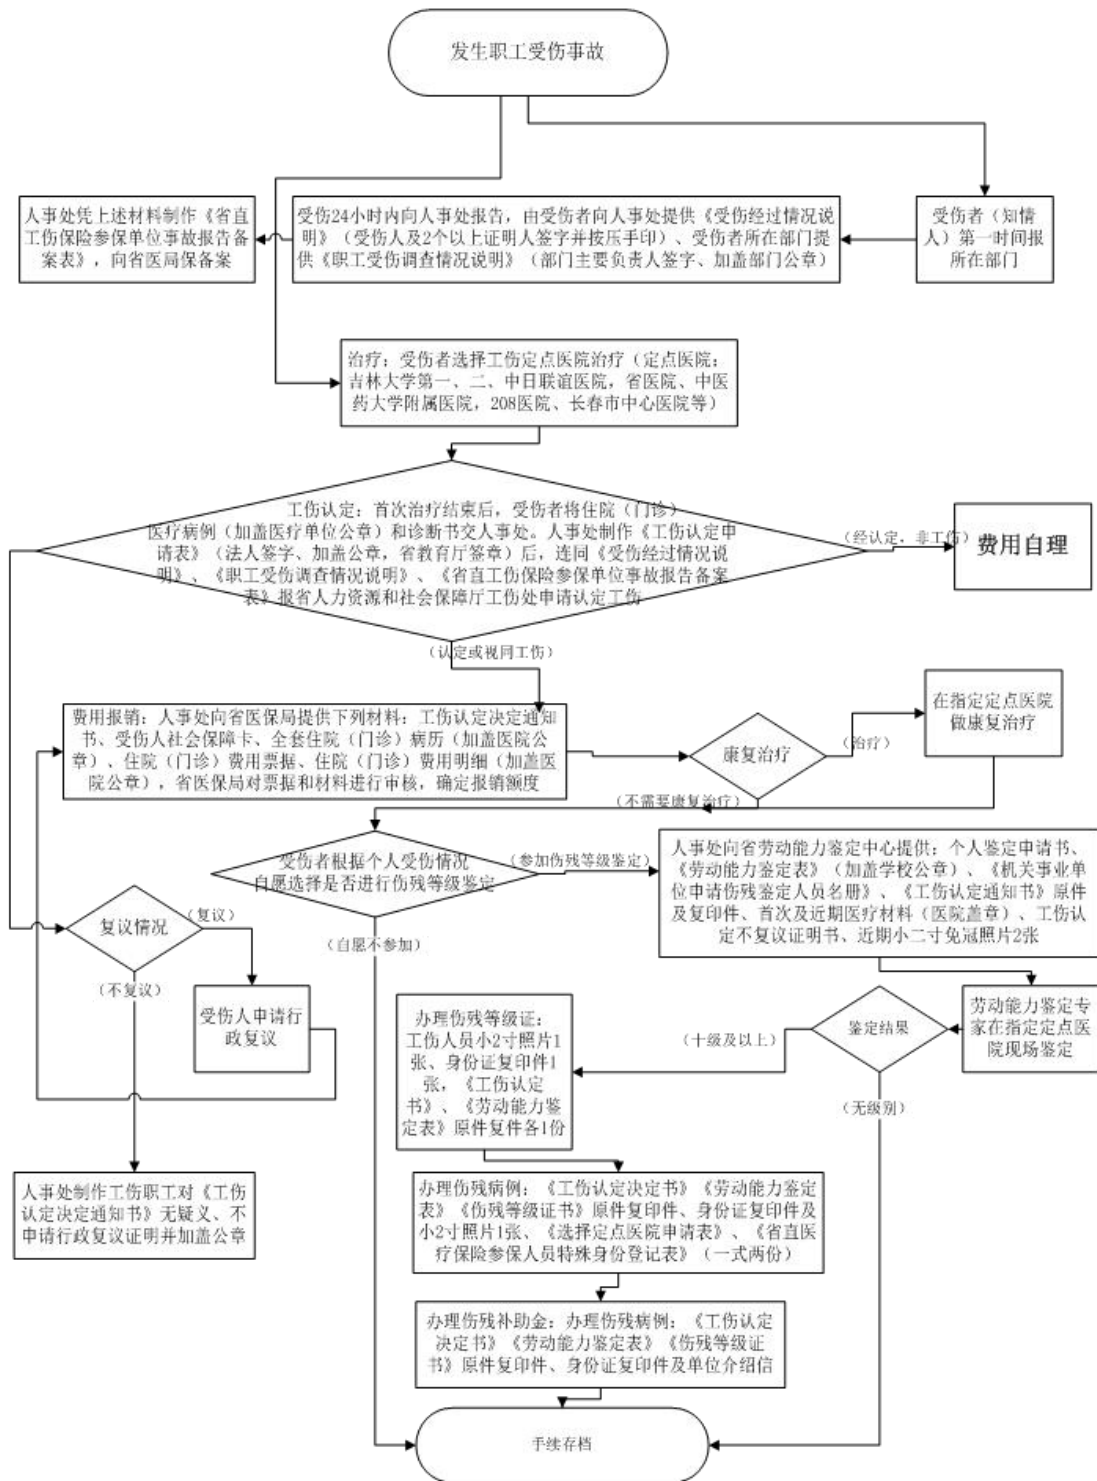 发生职工受伤事故
人事处凭上述材料制作《省直
工伤保险参保单位事故报告备
案表》，向省医局保备案
受伤24小时内向人事处报告，由受伤者向人事处提供《受伤经过情况说
明》（受伤人及2个以上证明人签字并按压手印）、受伤者所在部门提
供《职工受伤调查情况说明》（部门主要负责人签字、加盖部门公章）
受伤者（知情
人）第一时间报
所在部门
治疗：受伤者选择工伤定点医院治疗（定点医院：
吉林大学第一、二、中日联谊医院，省医院、中医
药大学附属医院，208医院、长春市中心医院等）
工伤认定：首次治疗结束后，受伤者将住院（门诊）
医疗病例（加盖医疗单位公章）和诊断书交人事处。人事处制作《工伤认定申
请表》（法人签字、加盖公章，省教育厅签章）后，连同《受伤经过情况说
明》、《职工受伤调查情况说明》、《省直工伤保险参保单位事故报告备案
表》报省人力资源和社会保障厅工伤处申请认定工伤
（经认定，非工伤）
费用自理
（认定或视同工伤）
费用报销：人事处向省医保局提供下列材料：工伤认定决定通知
书、受伤人社会保障卡、全套住院（门诊）病历（加盖医院公
章）、住院（门诊）费用票据、住院（门诊）费用明细（加盖医
院公章），省医保局对票据和材料进行审核，确定报销额度
康复治疗
（治疗）
在指定定点医院
做康复治疗
（不需要康复治疗）
受伤者根据个人受伤情况
自愿选择是否进行伤残等级鉴定
（参加伤残等级鉴定）
人事处向省劳动能力鉴定中心提供：个人鉴定申请书、
《劳动能力鉴定表》（加盖学校公章）、《机关事业单
位申请伤残鉴定人员名册》、《工伤认定通知书》原件
及复印件、首次及近期医疗材料（医院盖章）、工伤认
定不复议证明书、近期小二寸免冠照片2张
复议情况
（复议）
（自愿不参加）
（不复议）
受伤人申请行
政复议
办理伤残等级证：
工伤人员小2寸照片1
张、身份证复印件1
张，《工伤认定
书》、《劳动能力鉴
定表》原件复件各1份
（十级及以上）
鉴定结果
劳动能力鉴定专
家在指定定点医
院现场鉴定
（无级别）
人事处制作工伤职工对《工伤
认定决定通知书》无疑义、不
申请行政复议证明并加盖公章
办理伤残病例：《工伤认定决定书》《劳动能力鉴定
表》《伤残等级证书》原件复印件、身份证复印件及
小2寸照片1张、《选择定点医院申请表》、《省直医
疗保险参保人员特殊身份登记表》（一式两份）
办理伤残补助金：办理伤残病例：《工伤认定
决定书》《劳动能力鉴定表》《伤残等级证
书》原件复印件、身份证复印件及单位介绍信
手续存档